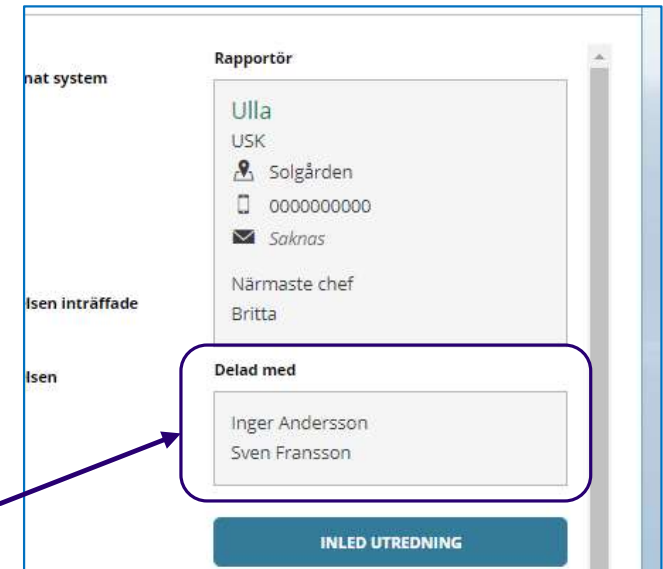 nat system
lsen inträffade
lsen
Rapportör
Ulla
USK
Solgården
0000000000
Saknas
Närmaste chef
Britta
Delad med
Inger Andersson
Sven Fransson
INLED UTREDNING